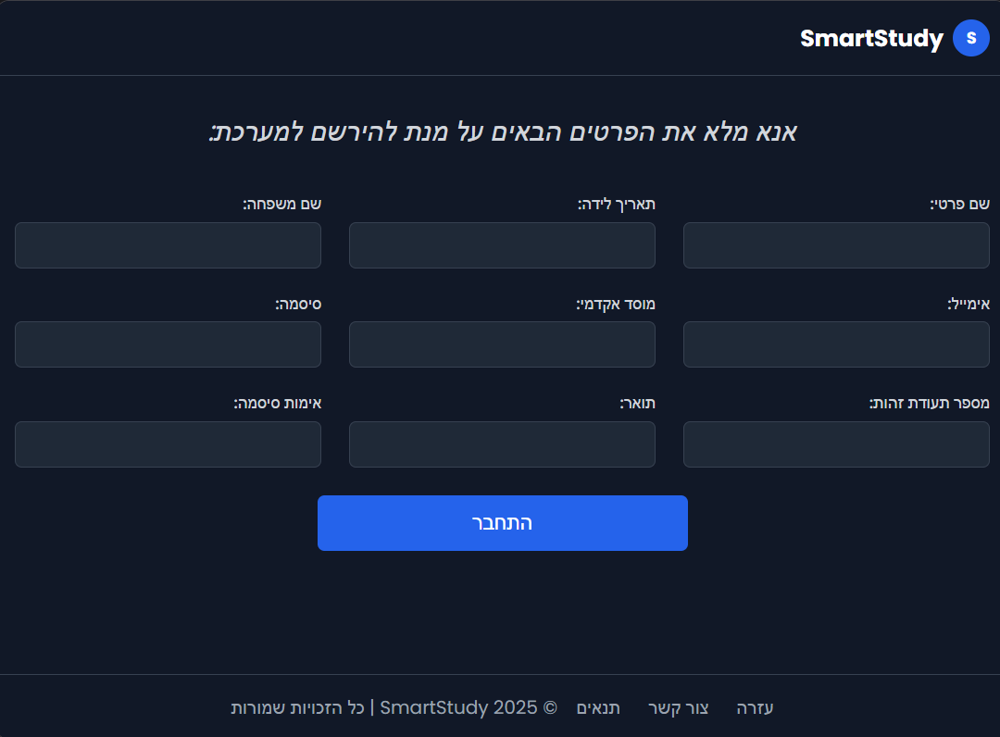 S SmartStudy
אנא מלא את הפרטים הבאים על מנת להירשם למערכת:
שם פרטי: תאריך לידה: שם משפחה:
אימייל: מוסד אקדמי: סיסמה:
מספר תעודת זהות: תואר: אימות סיסמה:
התחבר
עזרה צור קשר תנאים © 2025 SmartStudy | כל הזכויות שמורות